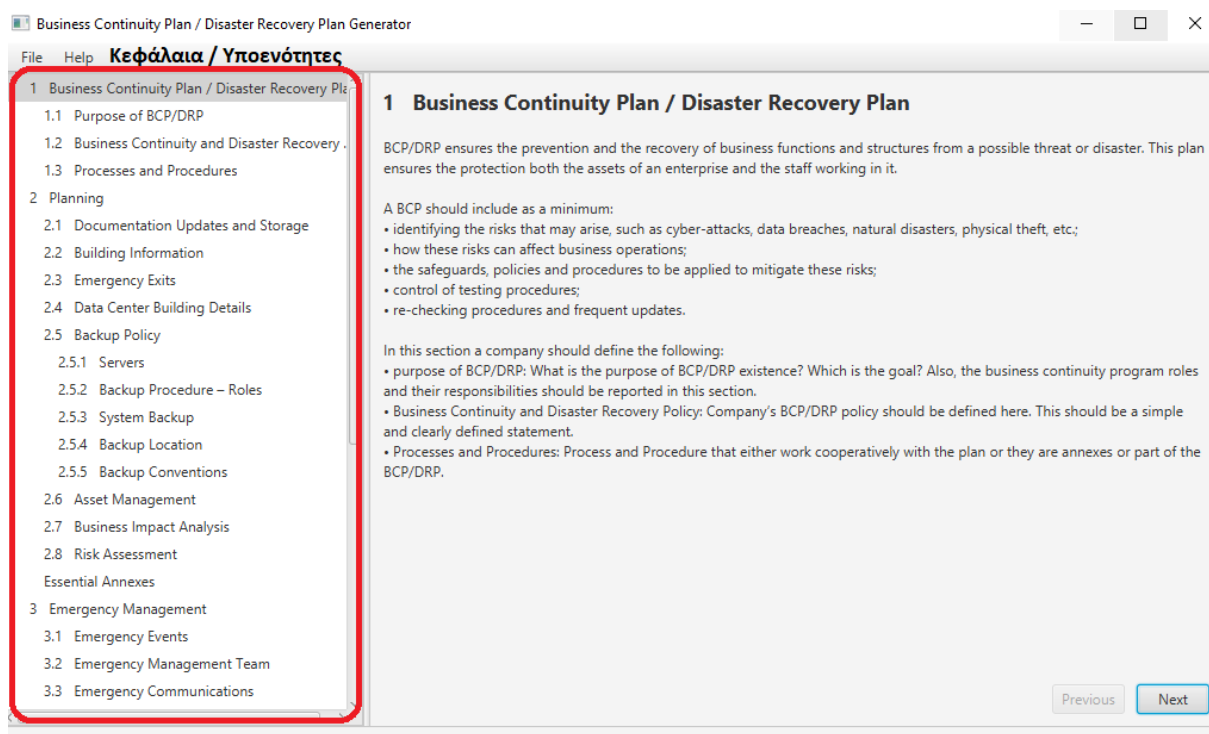 Business Continuity Plan / Disaster Recovery Plan Generator
File Help Κεφάλαια / Υποενότητες
1 Business Continuity Plan / Disaster Recovery Pla
1.1 Purpose of BCP/DRP
1.2 Business Continuity and Disaster Recovery .
1.3 Processes and Procedures
2 Planning
2.1 Documentation Updates and Storage
2.2 Building Information
2.3 Emergency Exits
2.4 Data Center Building Details
2.5 Backup Policy
2.5.1 Servers
2.5.2 Backup Procedure – Roles
2.5.3 System Backup
2.5.4 Backup Location
2.5.5 Backup Conventions
2.6 Asset Management
2.7 Business Impact Analysis
2.8 Risk Assessment
Essential Annexes
3 Emergency Management
3.1 Emergency Events
3.2 Emergency Management Team
3.3 Emergency Communications
1 Business Continuity Plan / Disaster Recovery Plan
BCP/DRP ensures the prevention and the recovery of business functions and structures from a possible threat or disaster. This plan
ensures the protection both the assets of an enterprise and the staff working in it.
A BCP should include as a minimum:
• identifying the risks that may arise, such as cyber-attacks, data breaches, natural disasters, physical theft, etc.;
• how these risks can affect business operations;
• the safeguards, policies and procedures to be applied to mitigate these risks;
• control of testing procedures;
• re-checking procedures and frequent updates.
In this section a company should define the following:
• purpose of BCP/DRP: What is the purpose of BCP/DRP existence? Which is the goal? Also, the business continuity program roles
and their responsibilities should be reported in this section.
• Business Continuity and Disaster Recovery Policy: Company's BCP/DRP policy should be defined here. This should be a simple
and clearly defined statement.
• Processes and Procedures: Process and Procedure that either work cooperatively with the plan or they are annexes or part of the
BCP/DRP.
Previous Next